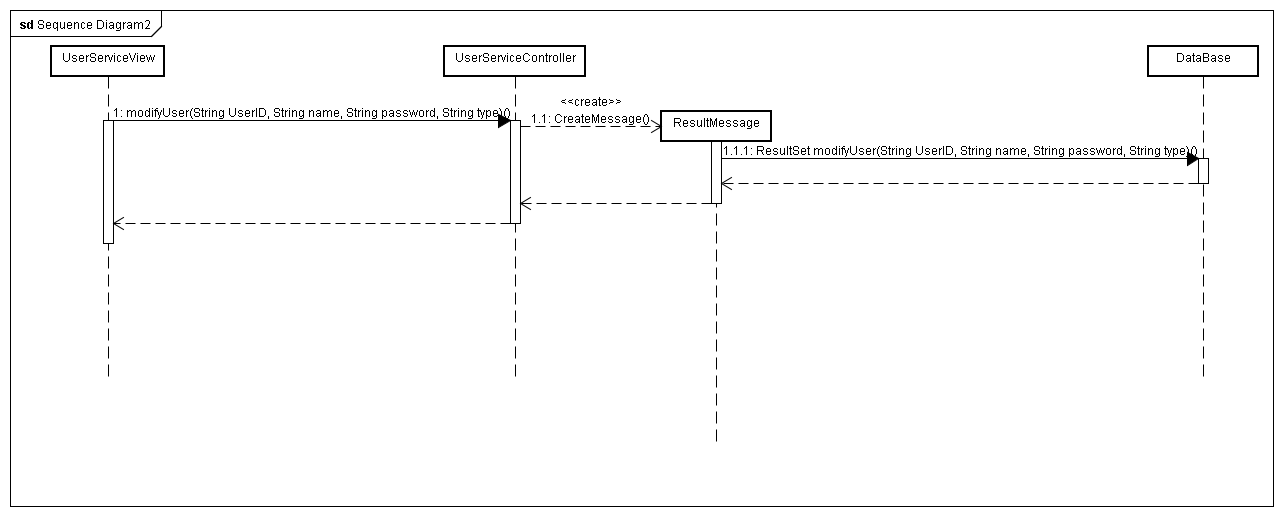 sd Sequence Diagram2
UserServiceView
UserServiceController
DataBase
1: modifyUser(String UserID, String name, String password, String type)()
<<create>>
1.1: CreateMessage()
ResultMessage
1.1.1: ResultSet modifyUser(String UserID, String name, String password, String type)()